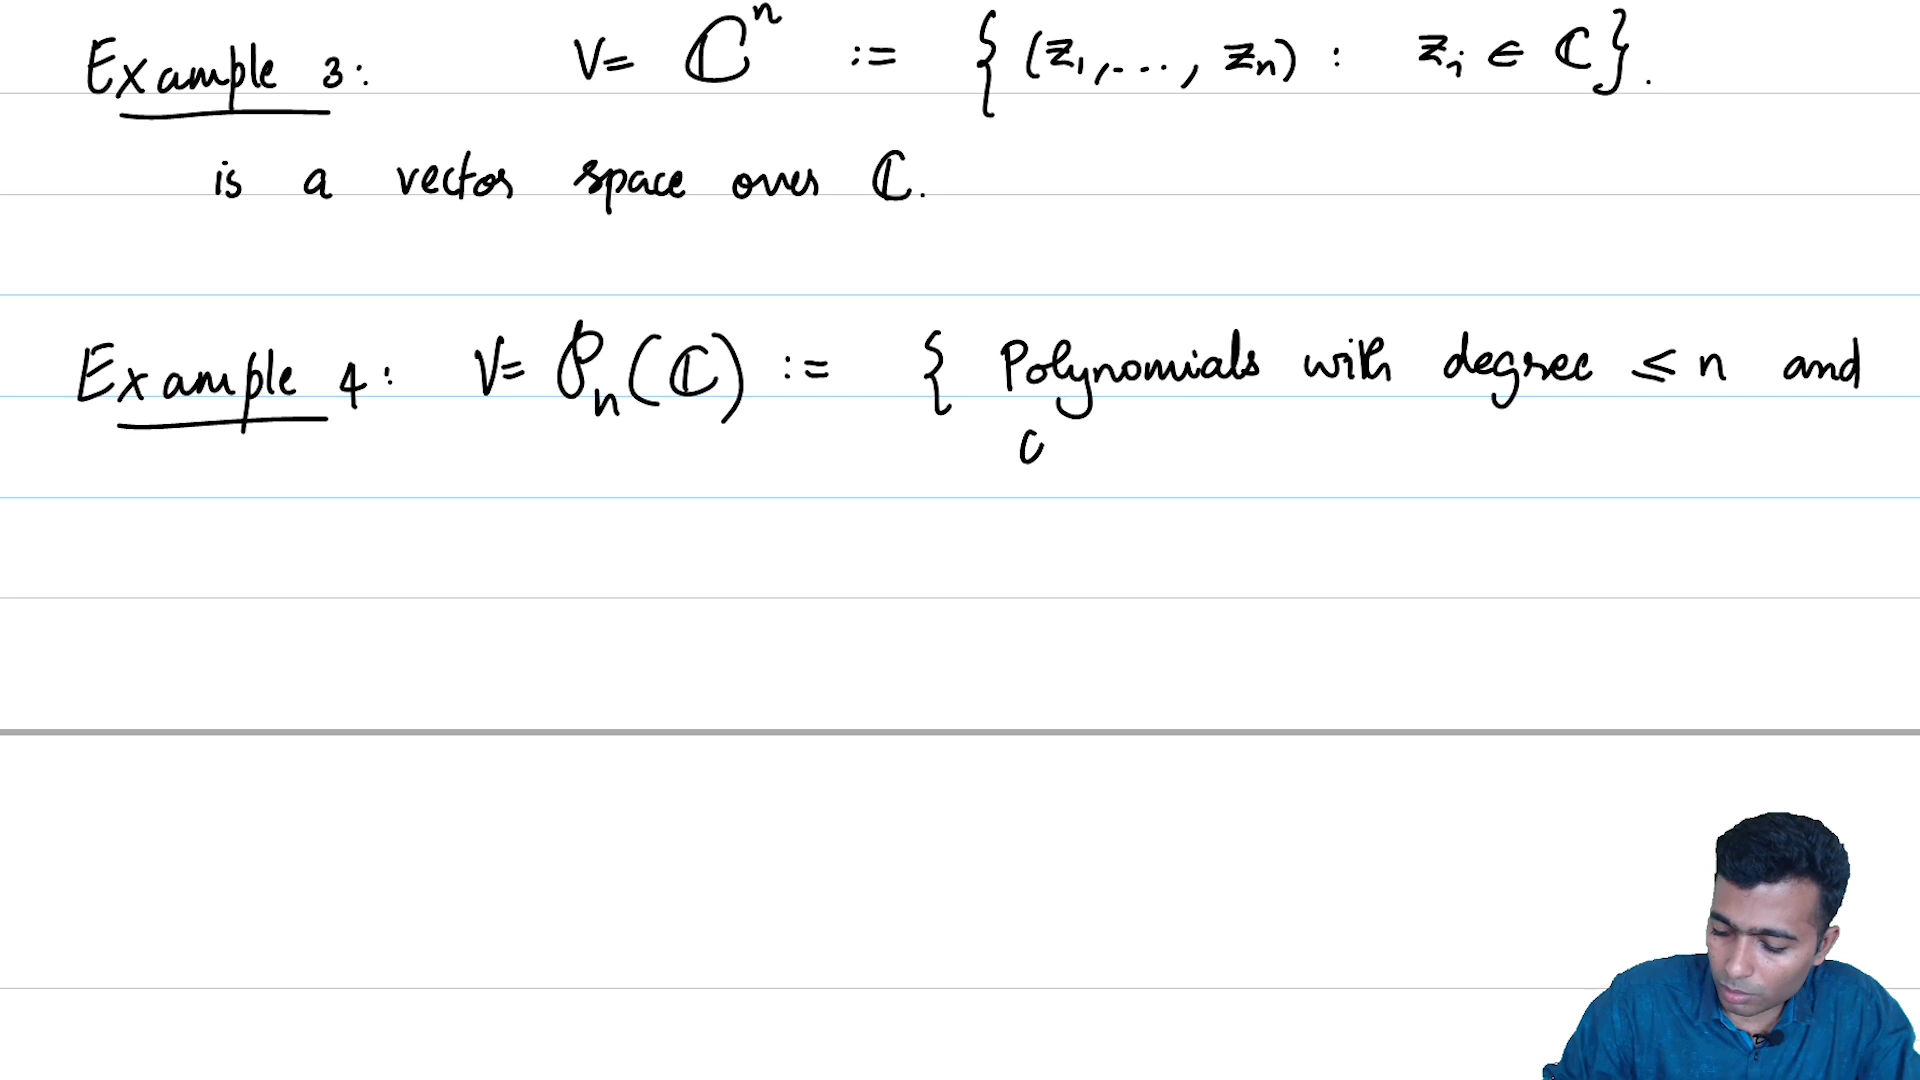 Example 3: V= ℂⁿ := { (z₁,..., zₙ) : zᵢ ∈ ℂ}.
is a vector space over ℂ.
Example 4: V= 𝒫ₙ(ℂ) := { Polynomials with degree ≤ n and
c